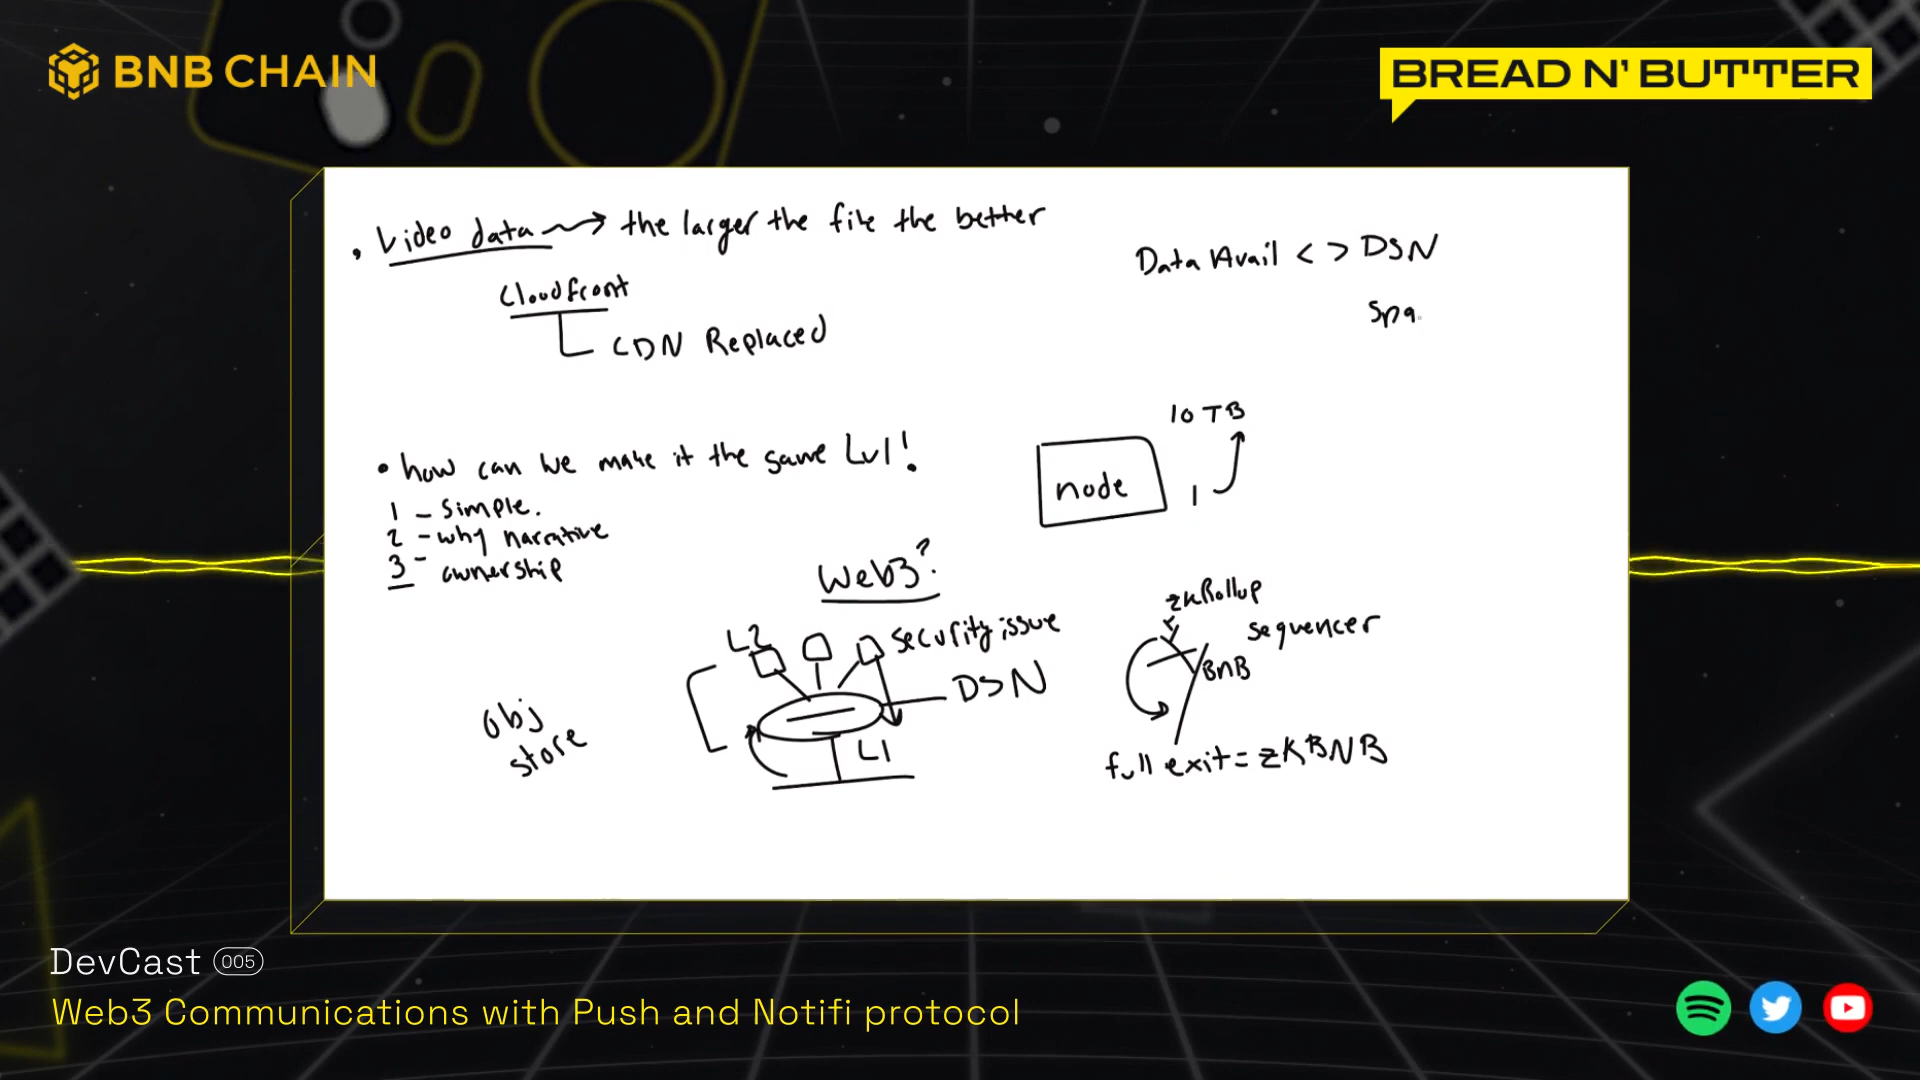 BNB CHAIN
BREAD N' BUTTER
Video data → the larger the file the better
Cloudfront
CDN Replaced
Data Avail < > DSN
Spa
• how can we make it the same Lvl!
1 - Simple.
2 - why narrative
3 - ownership
10 TB
node
1
Web3?
L2
security issue
DSN
L1
obj
store
zkRollup
sequencer
BNB
full exit = zkBNB
DevCast 005
Web3 Communications with Push and Notifi protocol